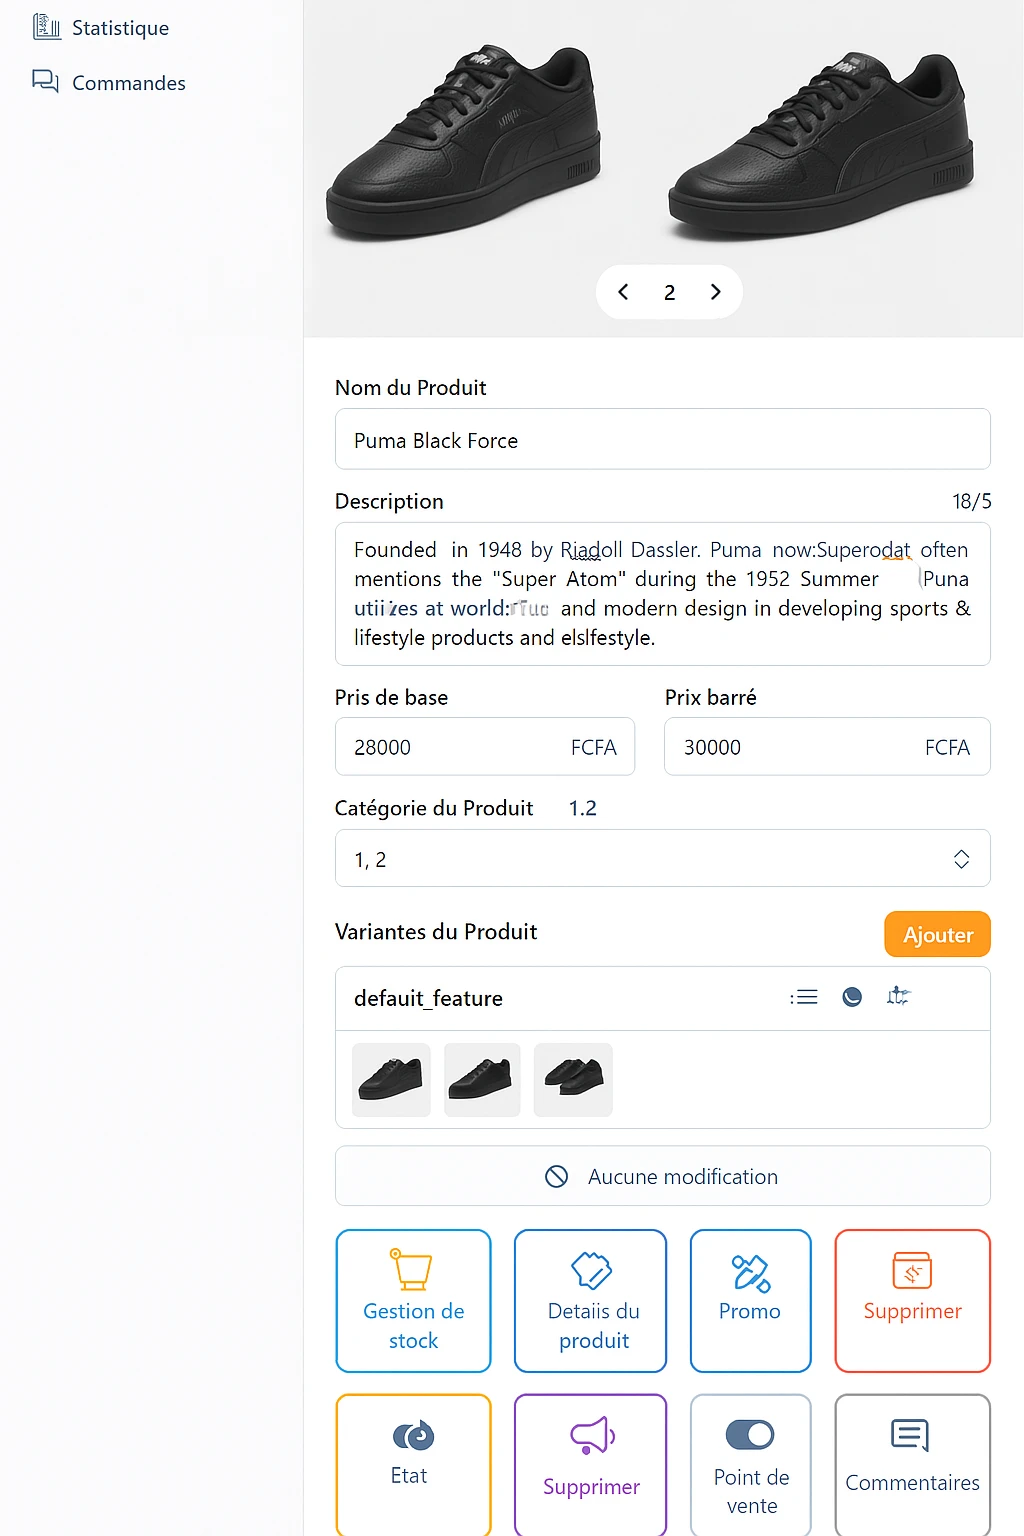 Statistique
Commandes
2
Nom du Produit
Puma Black Force
Description 18/5
Founded in 1948 by Riadoll Dassler. Puma now:Superodat often
mentions the "Super Atom" during the 1952 Summer (Puna
utiizes at world: and modern design in developing sports &
lifestyle products and elslfestyle.
Pris de base Prix barré
28000 FCFA 30000 FCFA
Catégorie du Produit 1.2
1, 2
Variantes du Produit Ajouter
defauit_feature
Aucune modification
Gestion de
stock
Detaiis du
produit
Promo
Supprimer
Etat
Supprimer
Point de
vente
Commentaires